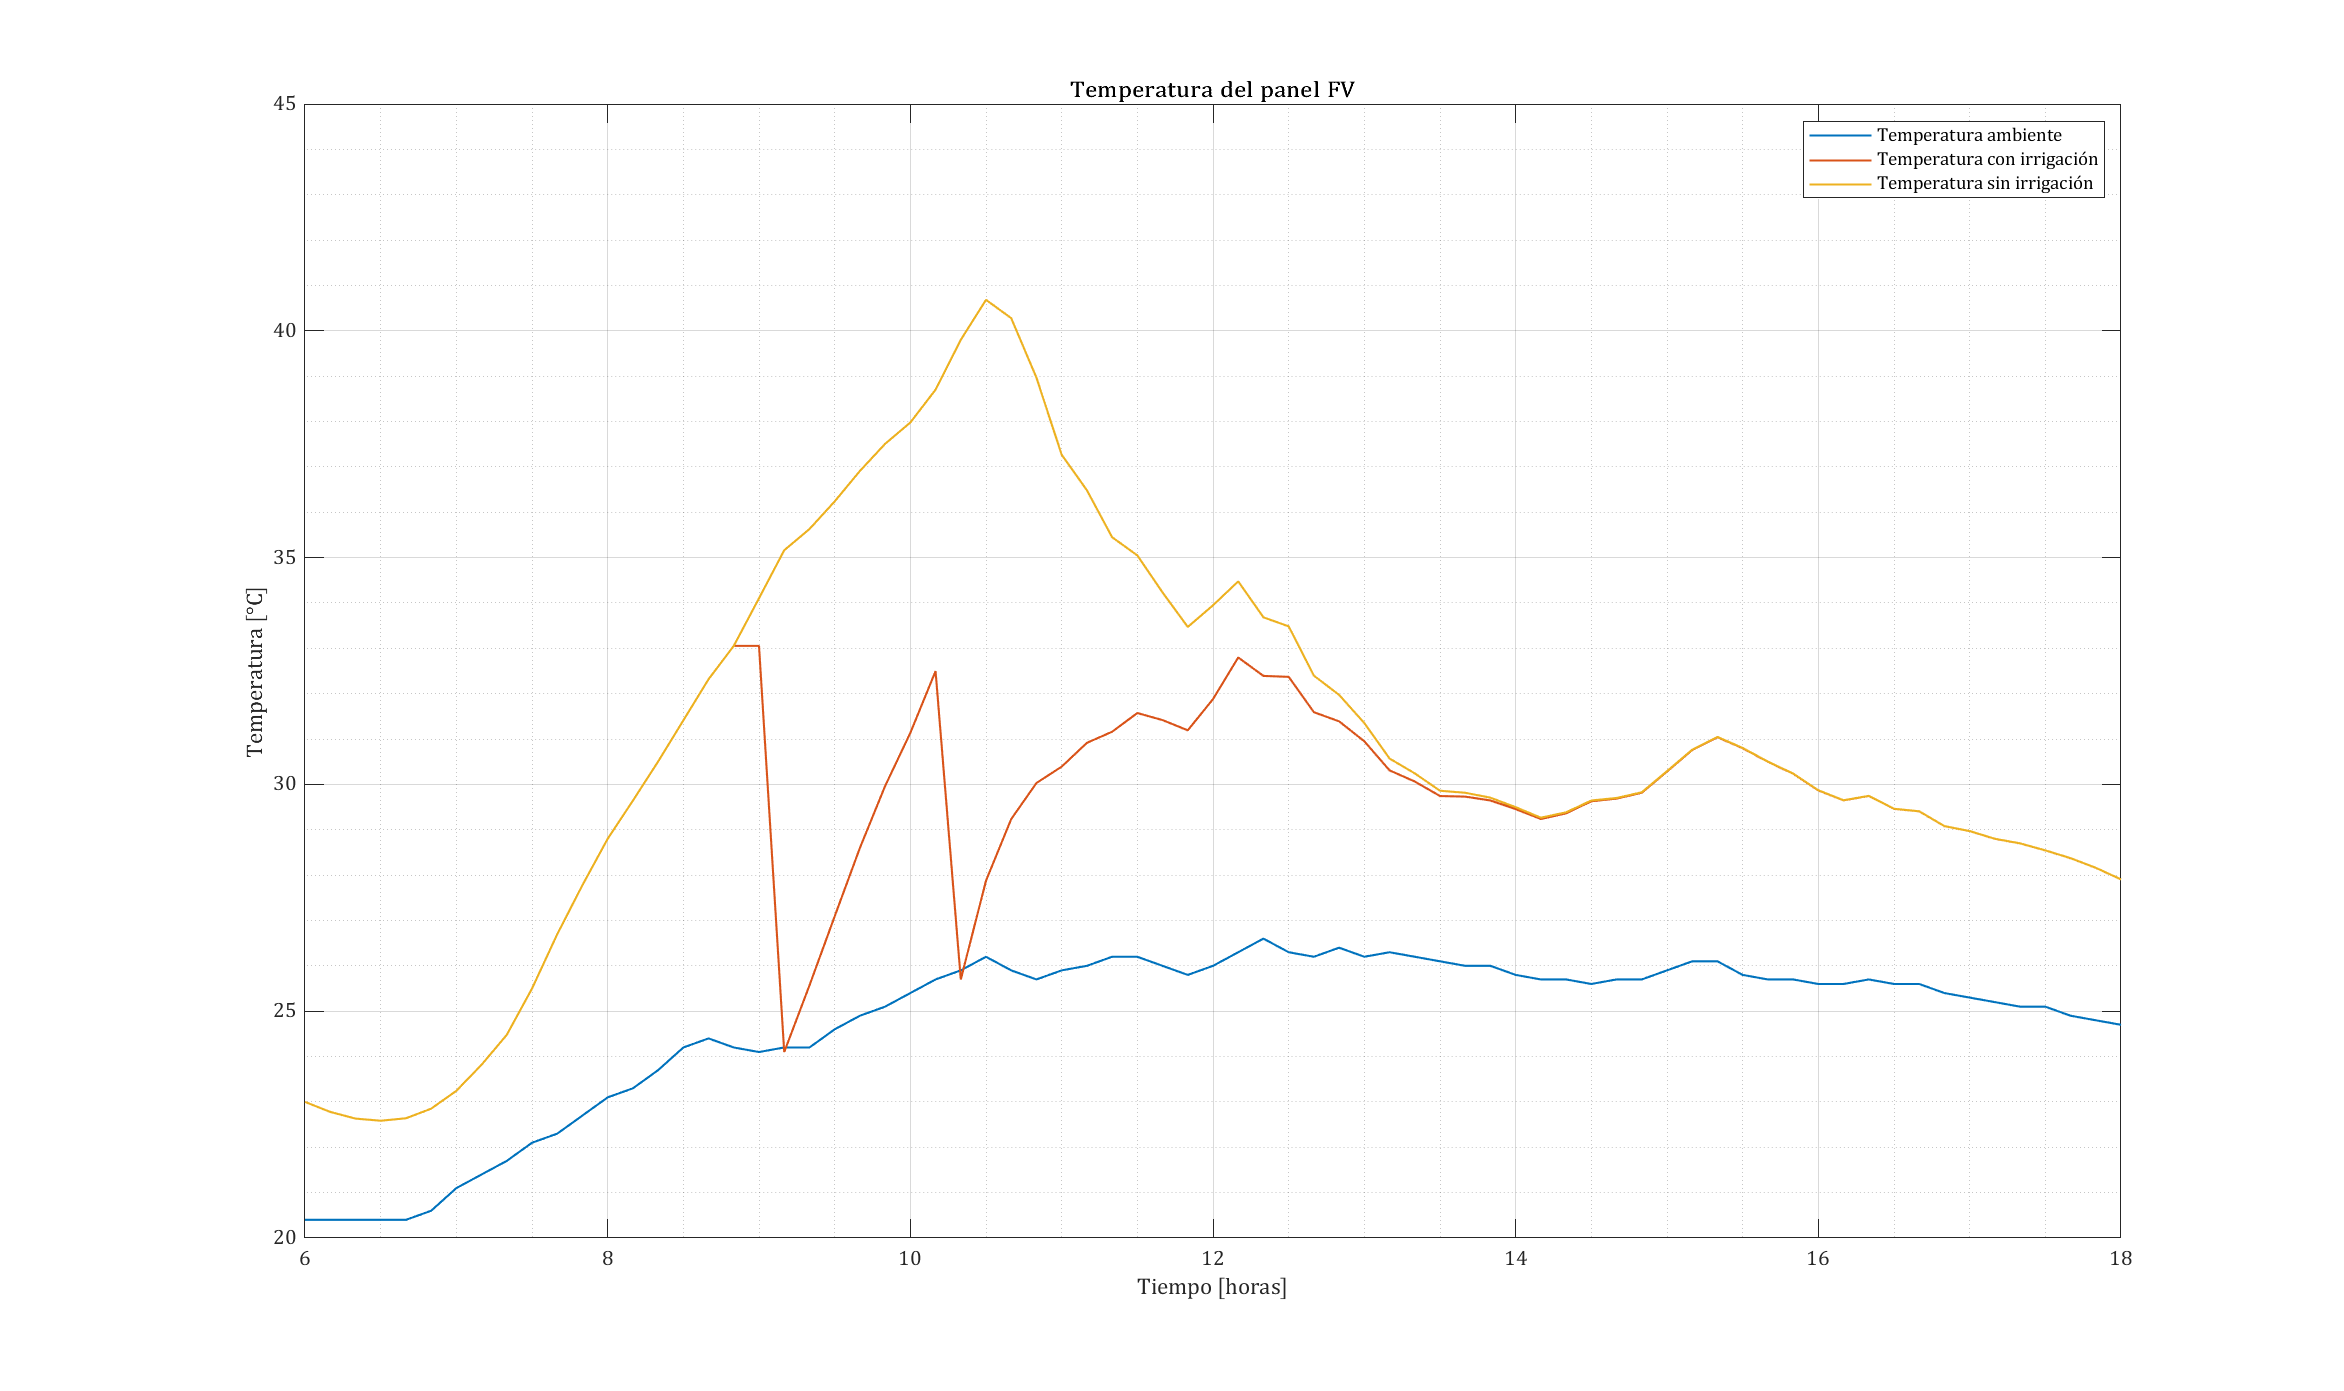 Temperatura del panel FV
45
40
35
30
25
20
Temperatura [°C]
Temperatura ambiente
Temperatura con irrigación
Temperatura sin irrigación
6 8 10 12 14 16 18
Tiempo [horas]